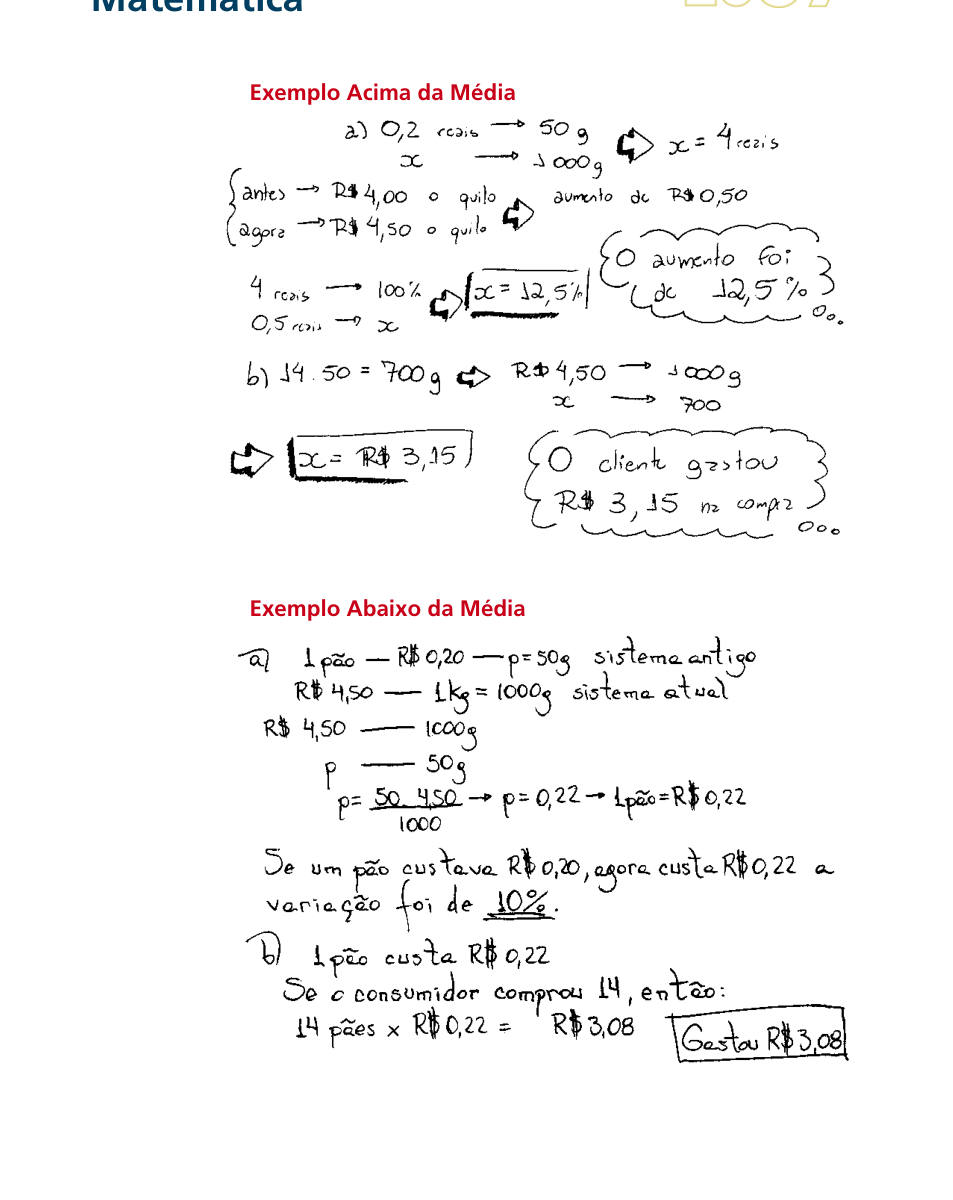 Matemática
Exemplo Acima da Média
a) 0,2 reais → 50 g ⇨ x = 4 reais
x → 1000g
antes → R$ 4,00 o quilo ⇨ aumento de R$ 0,50
agora → R$ 4,50 o quilo
4 reais → 100% ⇨ x = 12,5%
0,5 reais → x
O aumento foi
de 12,5%
b) 14 . 50 = 700 g ⇨ R$ 4,50 → 1000g
x → 700
⇨ x = R$ 3,15
O cliente gastou
R$ 3,15 na compra
Exemplo Abaixo da Média
a) 1 pão — R$ 0,20 — p = 50g sistema antigo
R$ 4,50 — 1kg = 1000g sistema atual
R$ 4,50 — 1000g
p — 50g
p = 50 . 4,50 → p = 0,22 → 1 pão = R$ 0,22
1000
Se um pão custava R$ 0,20, agora custa R$ 0,22 a
variação foi de 10%.
b) 1 pão custa R$ 0,22
Se o consumidor comprou 14, então:
14 pães x R$ 0,22 = R$ 3,08 Gastou R$ 3,08